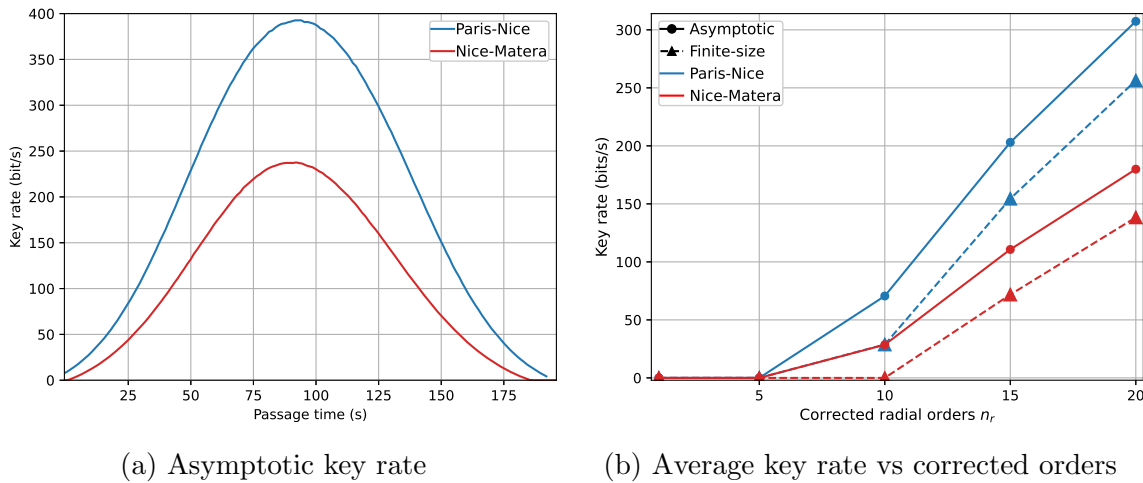 400
350
300
250
200
150
100
50
0
Key rate (bit/s)
Paris-Nice
Nice-Matera
25 50 75 100 125 150 175
Passage time (s)
(a) Asymptotic key rate
300
250
200
150
100
50
0
Key rate (bits/s)
Asymptotic
Finite-size
Paris-Nice
Nice-Matera
5 10 15 20
Corrected radial orders n_r
(b) Average key rate vs corrected orders